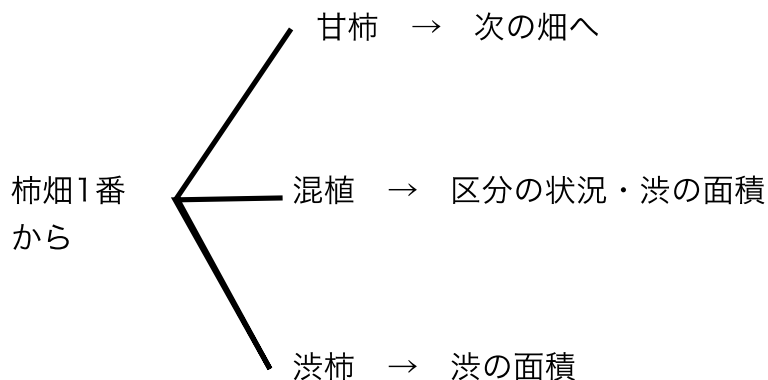 甘柿 → 次の畑へ
柿畑1番
から
混植 → 区分の状況・渋の面積
渋柿 → 渋の面積